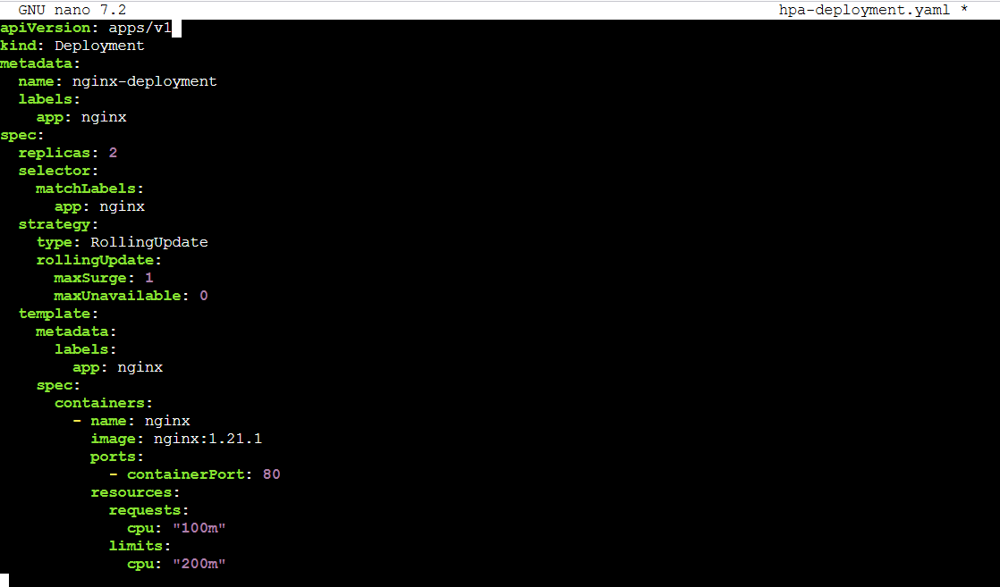 GNU nano 7.2 hpa-deployment.yaml *
apiVersion: apps/v1
kind: Deployment
metadata:
  name: nginx-deployment
  labels:
    app: nginx
spec:
  replicas: 2
  selector:
    matchLabels:
      app: nginx
  strategy:
    type: RollingUpdate
    rollingUpdate:
      maxSurge: 1
      maxUnavailable: 0
  template:
    metadata:
      labels:
        app: nginx
    spec:
      containers:
        - name: nginx
          image: nginx:1.21.1
          ports:
            - containerPort: 80
          resources:
            requests:
              cpu: "100m"
            limits:
              cpu: "200m"